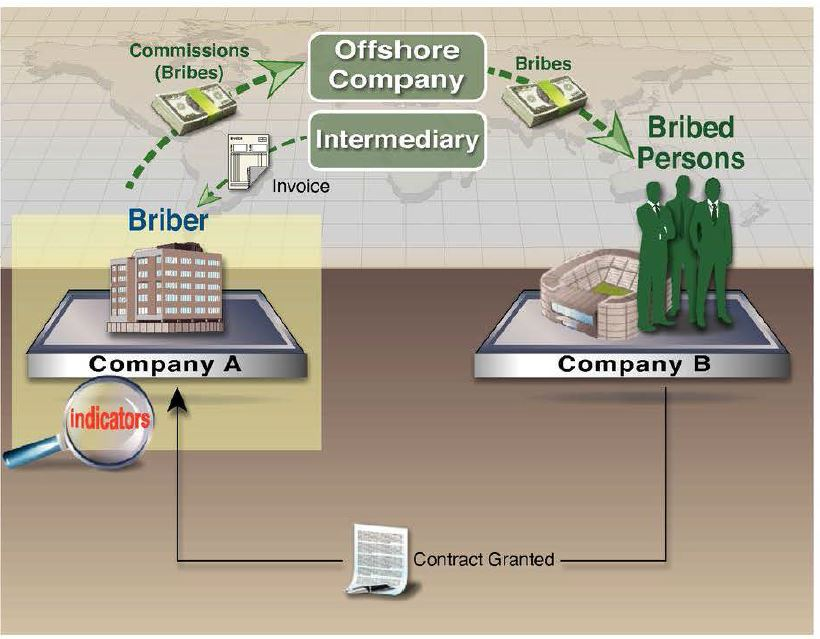 Commissions
(Bribes)
Offshore
Company
Bribes
Intermediary
Bribed
Persons
Invoice
Briber
Company A
Company B
indicators
Contract Granted